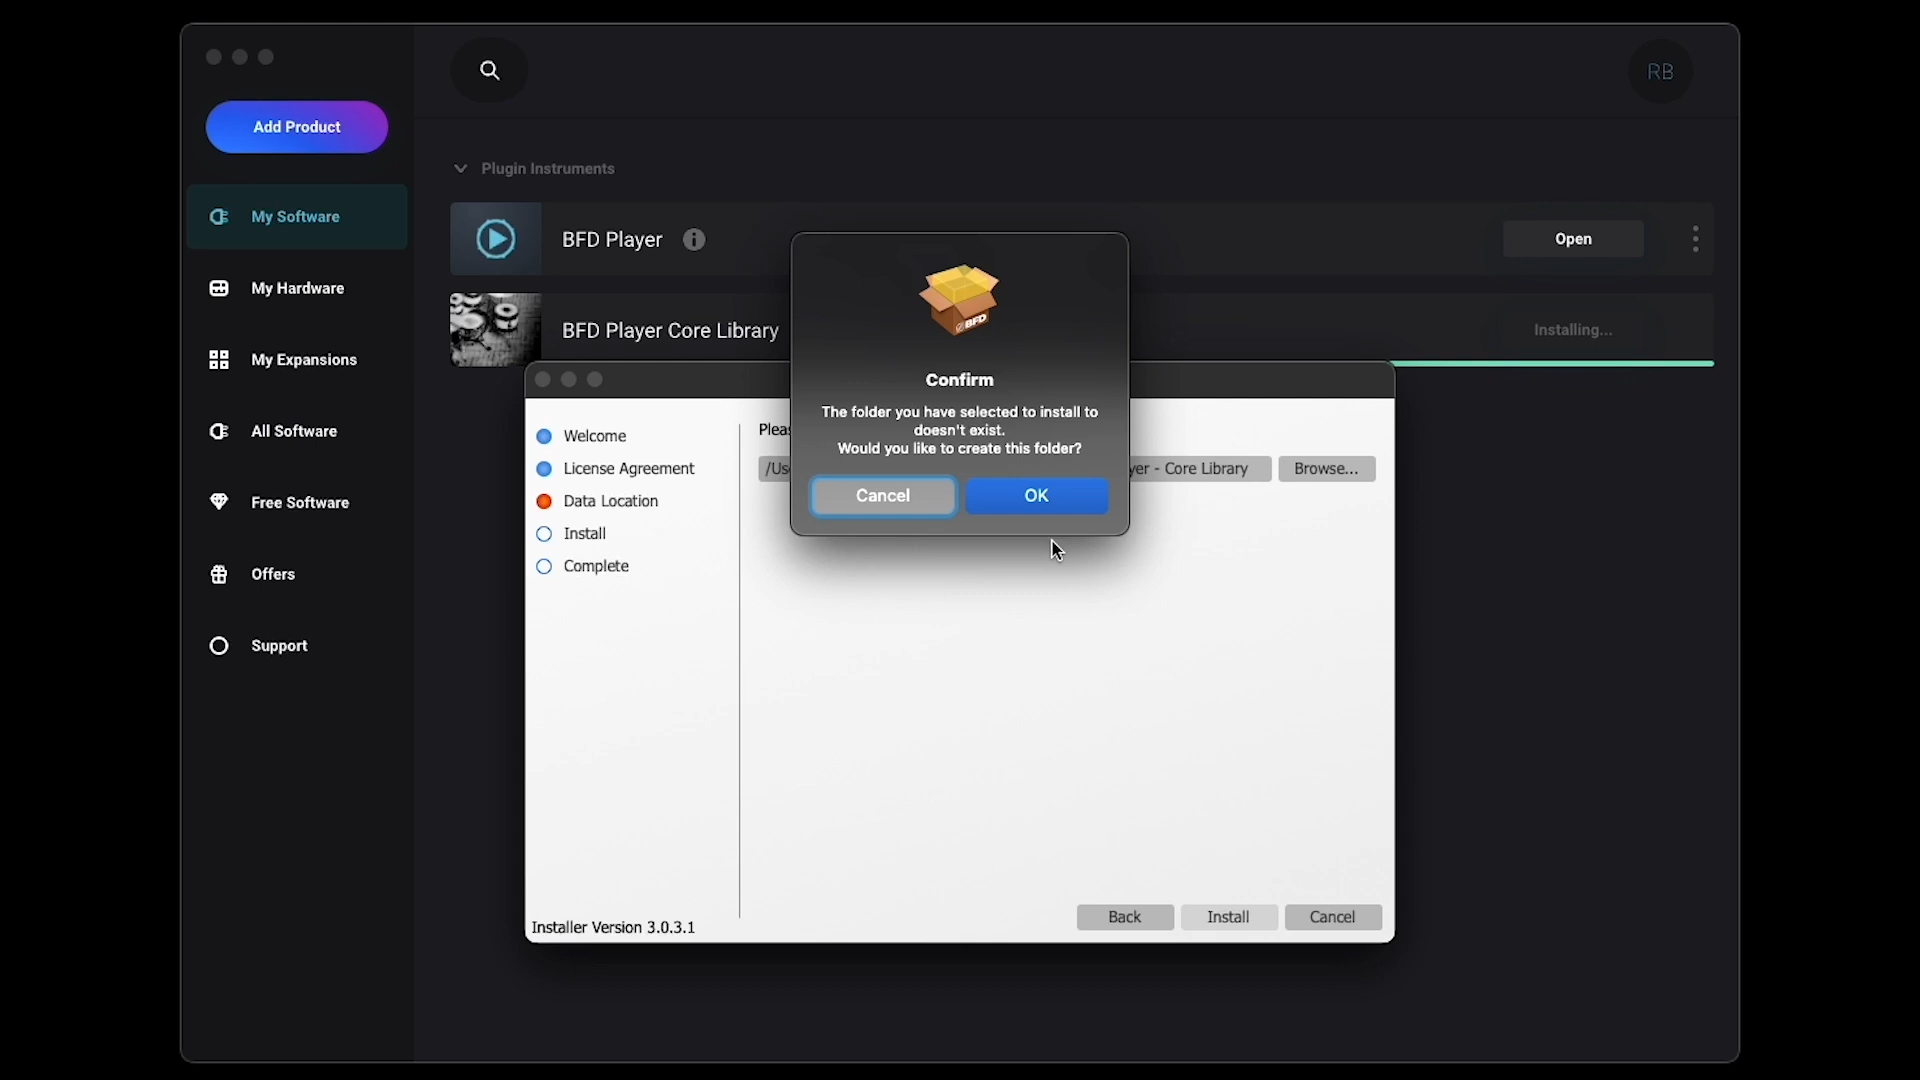 RB
Add Product
Plugin Instruments
My Software
BFD Player
Open
My Hardware
BFD Player Core Library
Installing...
My Expansions
All Software
Free Software
Offers
Support
BFD
Confirm
The folder you have selected to install to
doesn't exist.
Would you like to create this folder?
Cancel
OK
Welcome
License Agreement
Data Location
Install
Complete
- Core Library
Browse...
Installer Version 3.0.3.1
Back
Install
Cancel